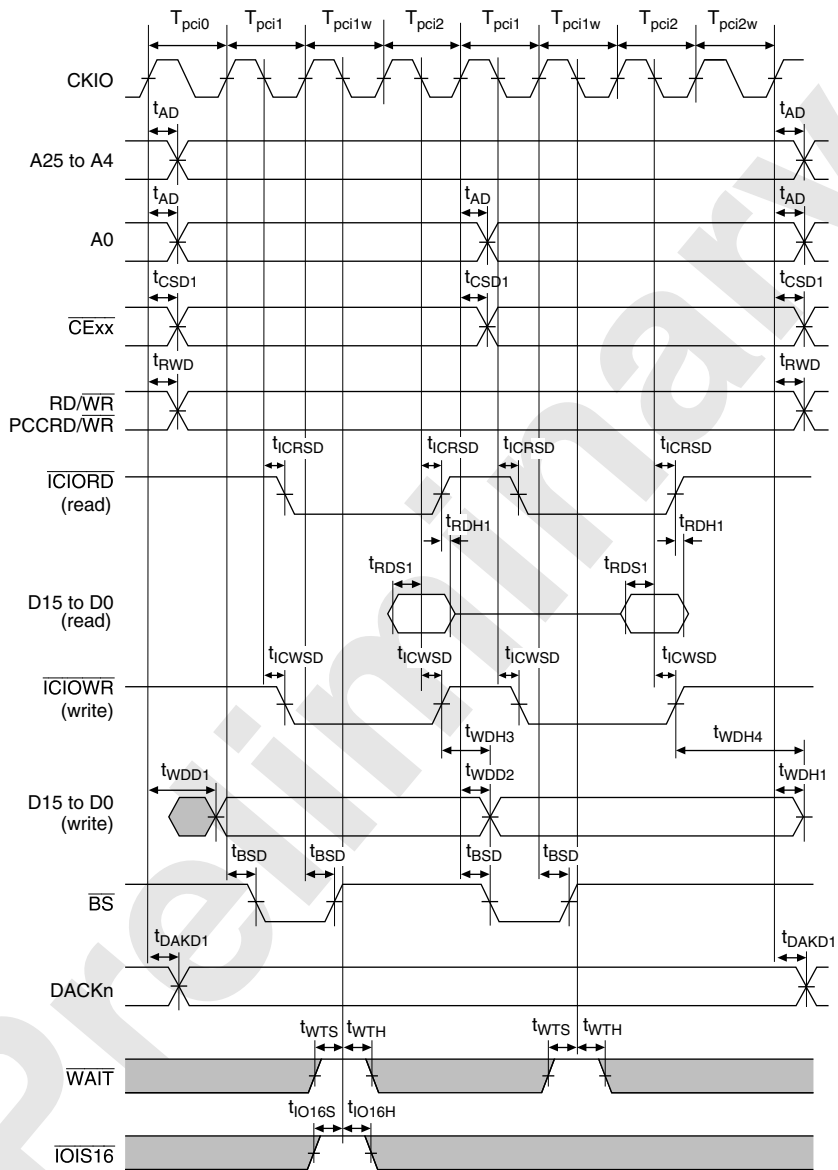 Tpci0 Tpci1 Tpci1w Tpci2 Tpci1 Tpci1w Tpci2 Tpci2w
CKIO
tAD tAD
A25 to A4
tAD tAD tAD
A0
tCSD1 tCSD1 tCSD1
CExx
tRWD tRWD
RD/WR
PCCRD/WR
tICRSD tICRSD tICRSD tICRSD
ICIORD
(read)
tRDH1 tRDH1
tRDS1 tRDS1
D15 to D0
(read)
tICWSD tICWSD tICWSD tICWSD
ICIOWR
(write)
tWDH3 tWDH4
tWDD1 tWDD2 tWDH1
D15 to D0
(write)
tBSD tBSD tBSD tBSD
BS
tDAKD1 tDAKD1
DACKn
tWTS tWTH tWTS tWTH
WAIT
tIO16S tIO16H
IOIS16
Preliminary